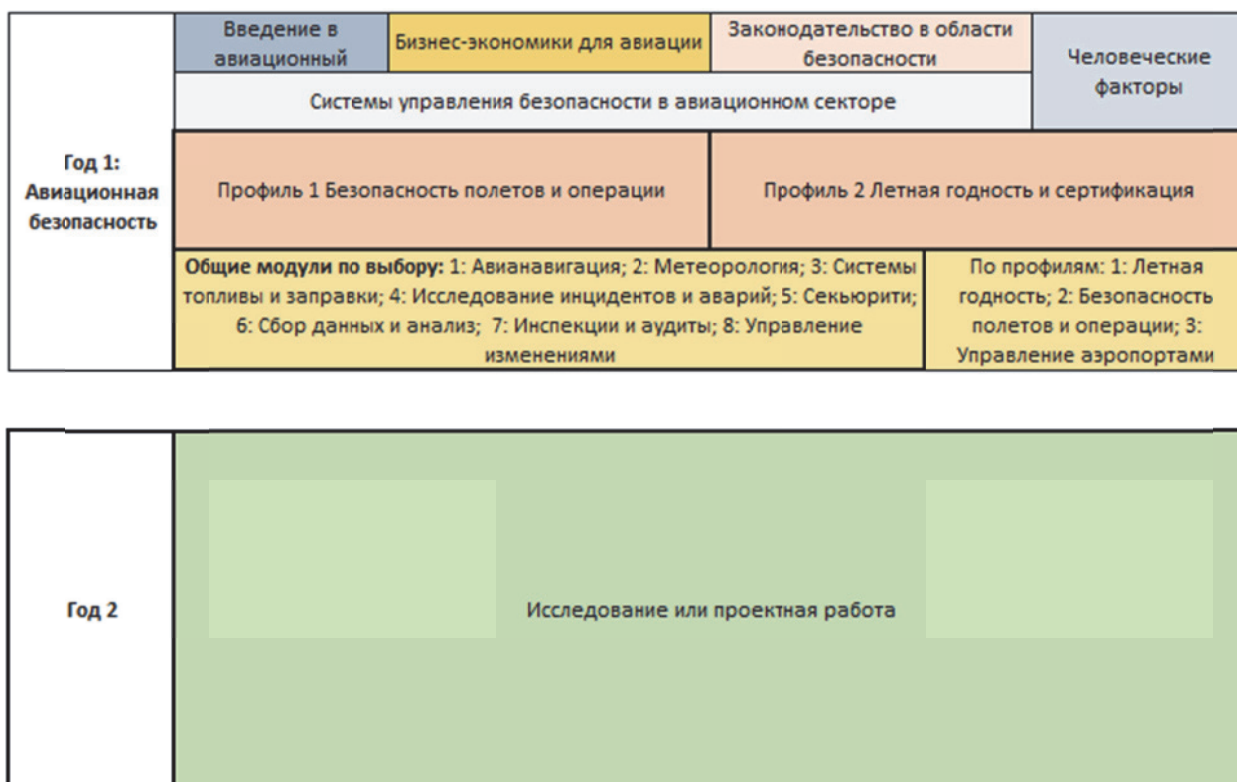 Введение в
авиационный
Бизнес-экономики для авиации
Законодательство в области
безопасности
Человеческие
факторы
Системы управления безопасности в авиационном секторе
Год 1:
Авиационная
безопасность
Профиль 1 Безопасность полетов и операции
Профиль 2 Летная годность и сертификация
Общие модули по выбору: 1: Авианавигация; 2: Метеорология; 3: Системы
топливы и заправки; 4: Исследование инцидентов и аварий; 5: Секьюрити;
6: Сбор данных и анализ; 7: Инспекции и аудиты; 8: Управление
изменениями
По профилям: 1: Летная
годность; 2: Безопасность
полетов и операции; 3:
Управление аэропортами
Год 2
Исследование или проектная работа